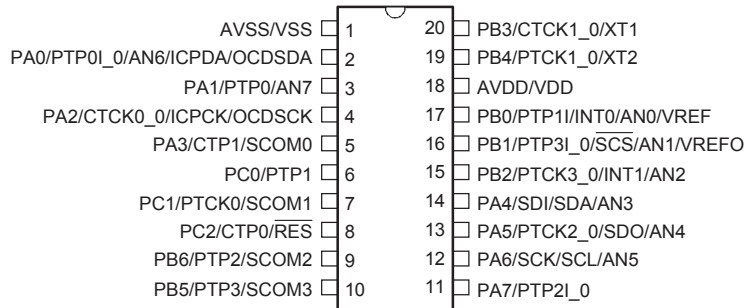 AVSS/VSS 1 20 PB3/CTCK1_0/XT1
PA0/PTP0I_0/AN6/ICPDA/OCDSDA 2 19 PB4/PTCK1_0/XT2
PA1/PTP0/AN7 3 18 AVDD/VDD
PA2/CTCK0_0/ICPCK/OCDSCK 4 17 PB0/PTP1I/INT0/AN0/VREF
PA3/CTP1/SCOM0 5 16 PB1/PTP3I_0/SCS/AN1/VREFO
PC0/PTP1 6 15 PB2/PTCK3_0/INT1/AN2
PC1/PTCK0/SCOM1 7 14 PA4/SDI/SDA/AN3
PC2/CTP0/RES 8 13 PA5/PTCK2_0/SDO/AN4
PB6/PTP2/SCOM2 9 12 PA6/SCK/SCL/AN5
PB5/PTP3/SCOM3 10 11 PA7/PTP2I_0